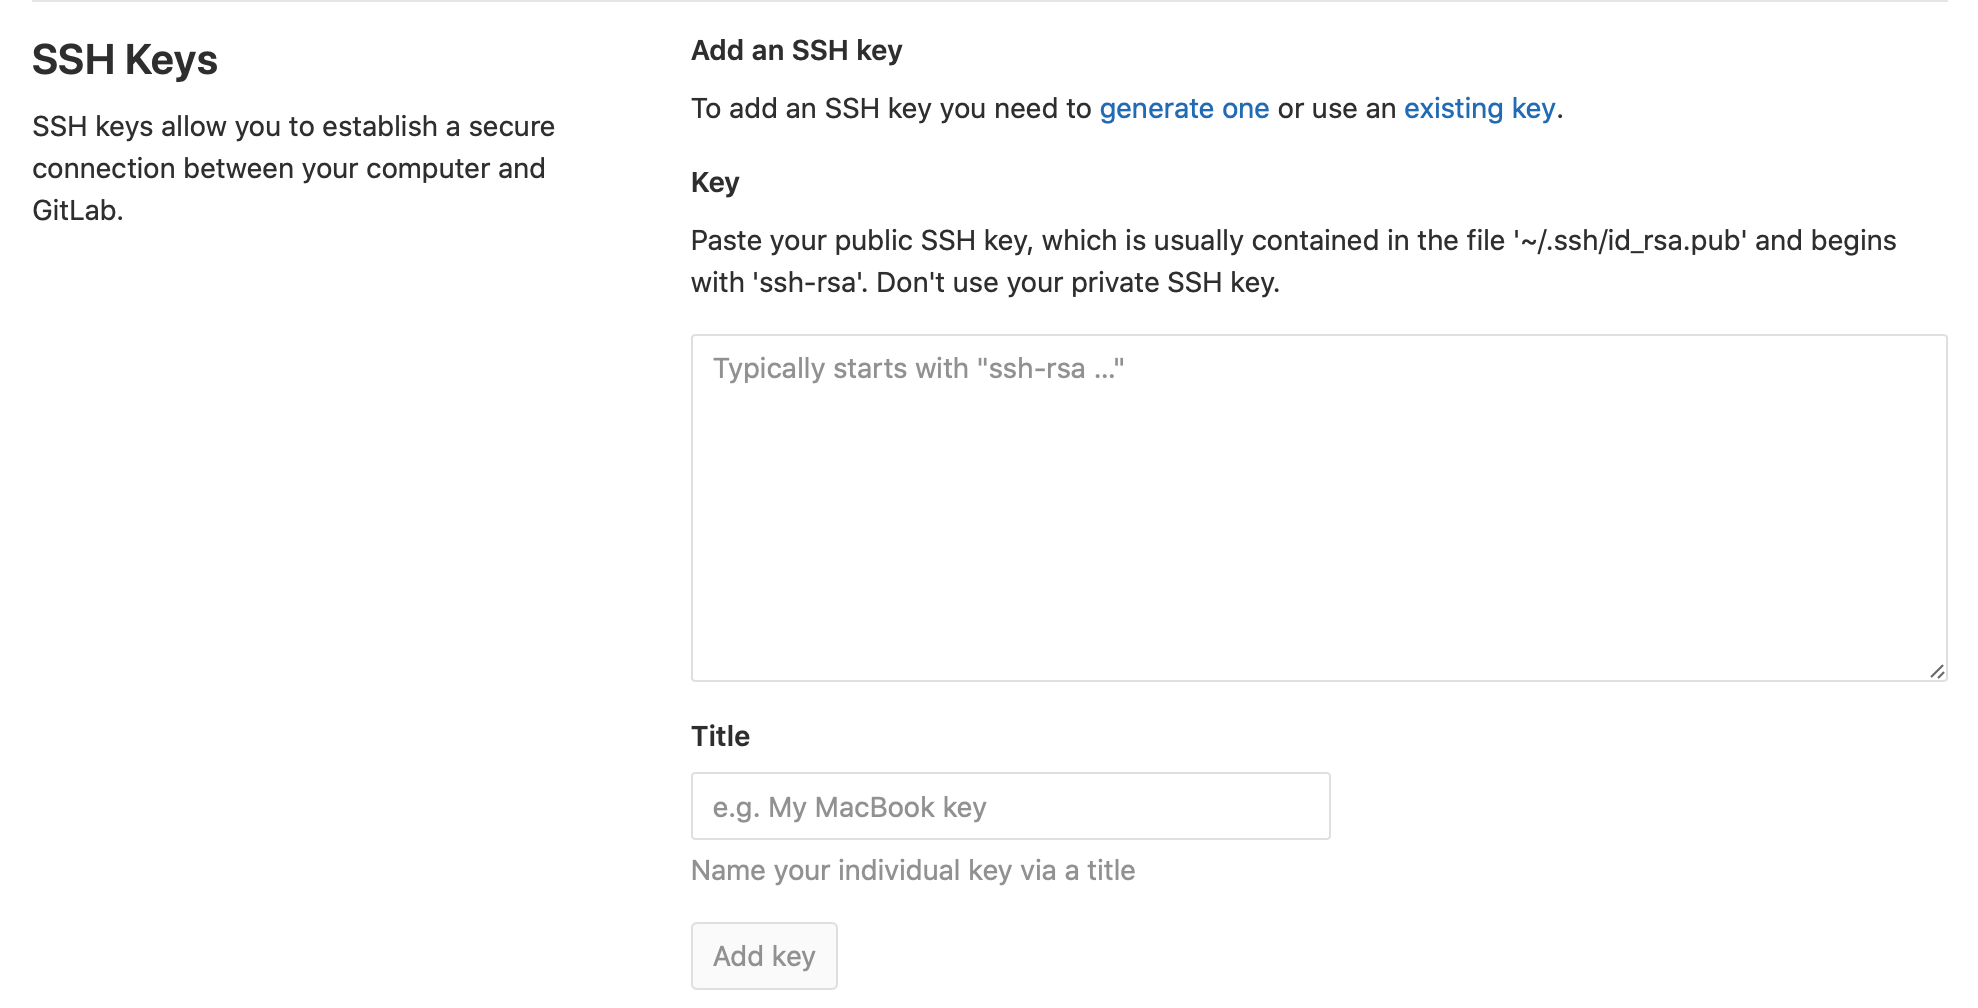 SSH Keys
SSH keys allow you to establish a secure
connection between your computer and
GitLab.
Add an SSH key
To add an SSH key you need to generate one or use an existing key.
Key
Paste your public SSH key, which is usually contained in the file '~/.ssh/id_rsa.pub' and begins
with 'ssh-rsa'. Don't use your private SSH key.
Typically starts with "ssh-rsa ..."
Title
e.g. My MacBook key
Name your individual key via a title
Add key